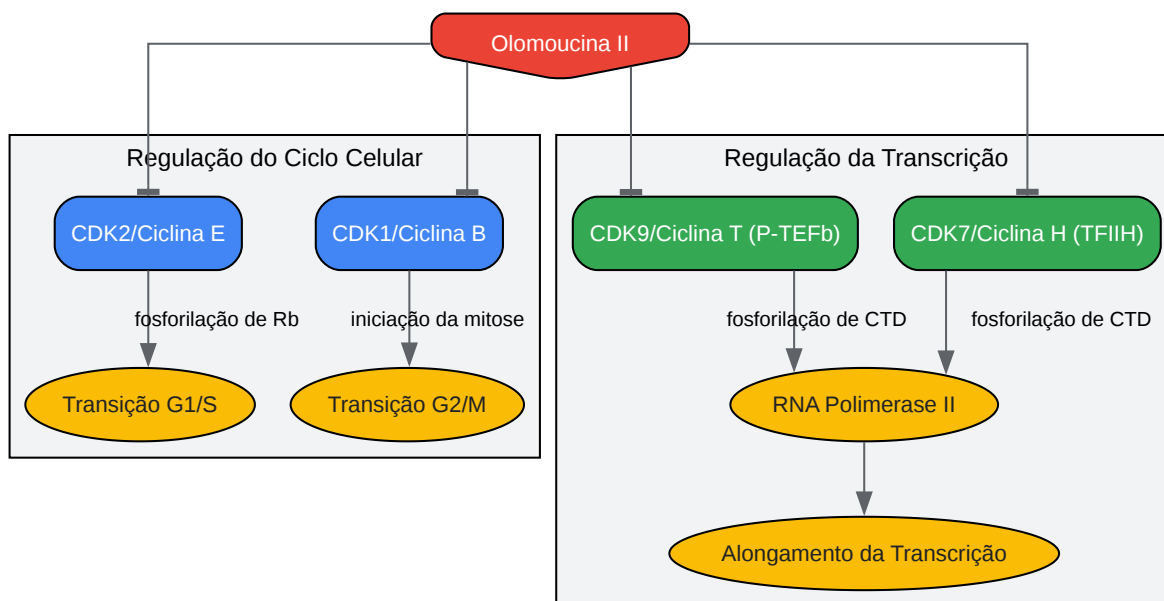 Olomoucina II
Regulação do Ciclo Celular
Regulação da Transcrição
CDK2/Ciclina E
CDK1/Ciclina B
CDK9/Ciclina T (P-TEFb)
CDK7/Ciclina H (TFIIH)
fosforilação de Rb
iniciação da mitose
fosforilação de CTD
fosforilação de CTD
Transição G1/S
Transição G2/M
RNA Polimerase II
Alongamento da Transcrição